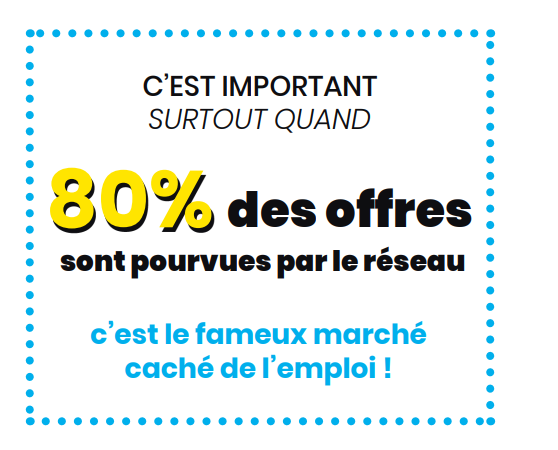 C'EST IMPORTANT
SURTOUT QUAND
80% des offres
sont pourvues par le réseau
c'est le fameux marché
caché de l'emploi !